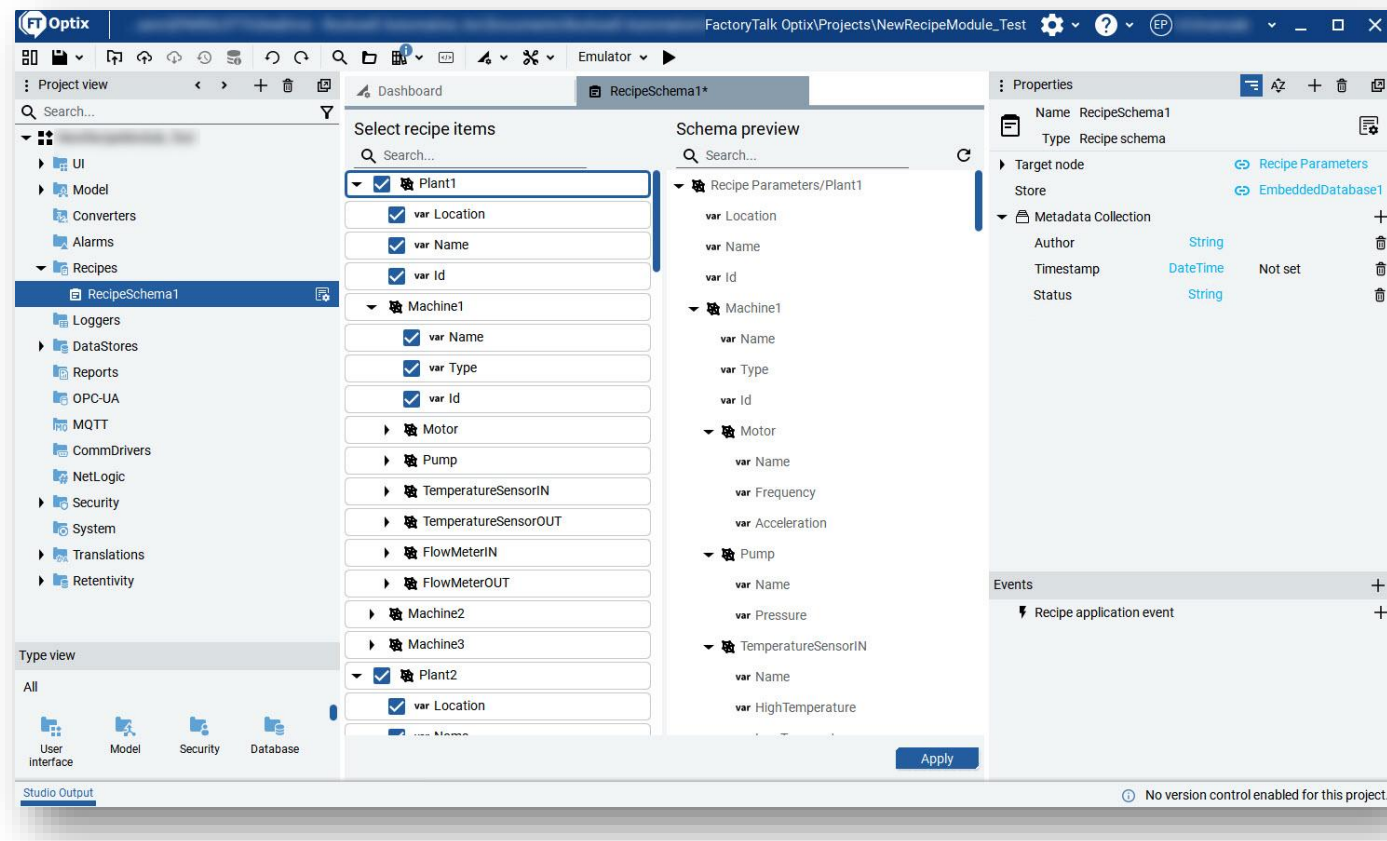 FT Optix
FactoryTalk Optix\Projects\NewRecipeModule_Test
? EP
Emulator
Project view
Search...
UI
Model
Converters
Alarms
Recipes
RecipeSchema1
Loggers
DataStores
Reports
OPC-UA
MQTT
CommDrivers
NetLogic
Security
System
Translations
Retentivity
Type view
All
User interface
Model
Security
Database
Dashboard
RecipeSchema1*
Select recipe items
Search...
Plant1
var Location
var Name
var Id
Machine1
var Name
var Type
var Id
Motor
Pump
TemperatureSensorIN
TemperatureSensorOUT
FlowMeterIN
FlowMeterOUT
Machine2
Machine3
Plant2
var Location
Schema preview
Search...
Recipe Parameters/Plant1
var Location
var Name
var Id
Machine1
var Name
var Type
var Id
Motor
var Name
var Frequency
var Acceleration
Pump
var Name
var Pressure
TemperatureSensorIN
var Name
var HighTemperature
Apply
Properties
Name RecipeSchema1
Type Recipe schema
Target node Recipe Parameters
Store EmbeddedDatabase1
Metadata Collection
Author String
Timestamp DateTime Not set
Status String
Events
Recipe application event
Studio Output
No version control enabled for this project.